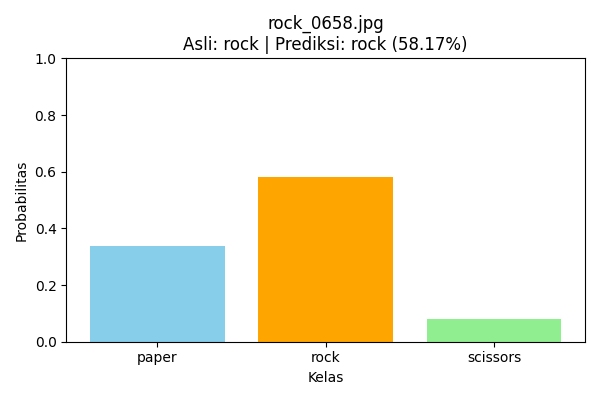 rock_0658.jpg
Asli: rock | Prediksi: rock (58.17%)
1.0
0.8
0.6
0.4
0.2
0.0
Probabilitas
paper rock scissors
Kelas